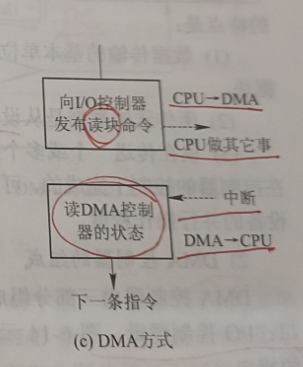 向I/O控制器
发布读块命令
CPU→DMA
CPU做其它事
读DMA控制
器的状态
中断
DMA→CPU
下一条指令
(c) DMA方式